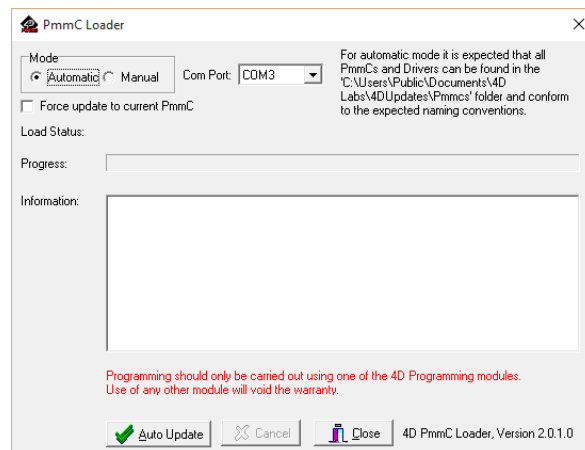 PmmC Loader
Mode
Automatic
Manual
Com Port:
COM3
For automatic mode it is expected that all
PmmCs and Drivers can be found in the
'C:\Users\Public\Documents\4D
Labs\4DUpdates\Pmmcs' folder and conform
to the expected naming conventions.
Force update to current PmmC
Load Status:
Progress:
Information:
Programming should only be carried out using one of the 4D Programming modules.
Use of any other module will void the warranty.
Auto Update
Cancel
Close
4D PmmC Loader, Version 2.0.1.0